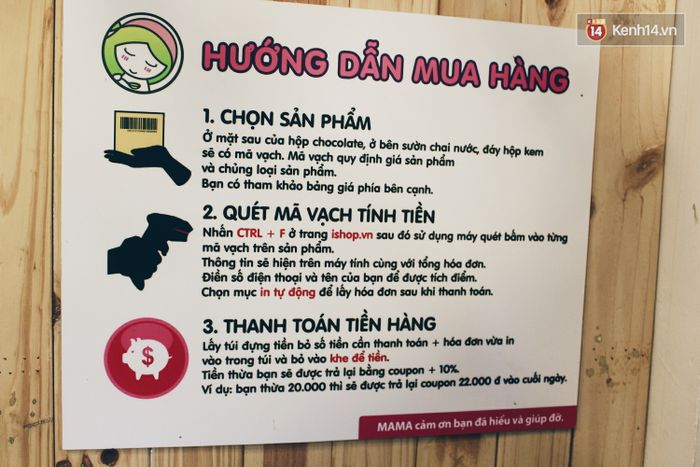 14
Kenh14.vn
HƯỚNG DẪN MUA HÀNG
1. CHỌN SẢN PHẨM
Ở mặt sau của hộp chocolate, ở bên sườn chai nước, đáy hộp kem
sẽ có mã vạch. Mã vạch quy định giá sản phẩm
và chủng loại sản phẩm.
Bạn có tham khảo bảng giá phía bên cạnh.
2. QUÉT MÃ VẠCH TÍNH TIỀN
Nhấn CTRL + F ở trang ishop.vn sau đó sử dụng máy quét bấm vào từng
mã vạch trên sản phẩm.
Thông tin sẽ hiện trên máy tính cùng với tổng hóa đơn.
Điền số điện thoại và tên của bạn để được tích điểm.
Chọn mục in tự động để lấy hóa đơn sau khi thanh toán.
3. THANH TOÁN TIỀN HÀNG
Lấy túi đựng tiền bỏ số tiền cần thanh toán + hóa đơn vừa in
vào trong túi và bỏ vào khe để tiền.
Tiền thừa bạn sẽ được trả lại bằng coupon + 10%.
Ví dụ: bạn thừa 20.000 thì sẽ được trả lại coupon 22.000 đ vào cuối ngày.
$
MAMA cảm ơn bạn đã hiểu và giúp đỡ.